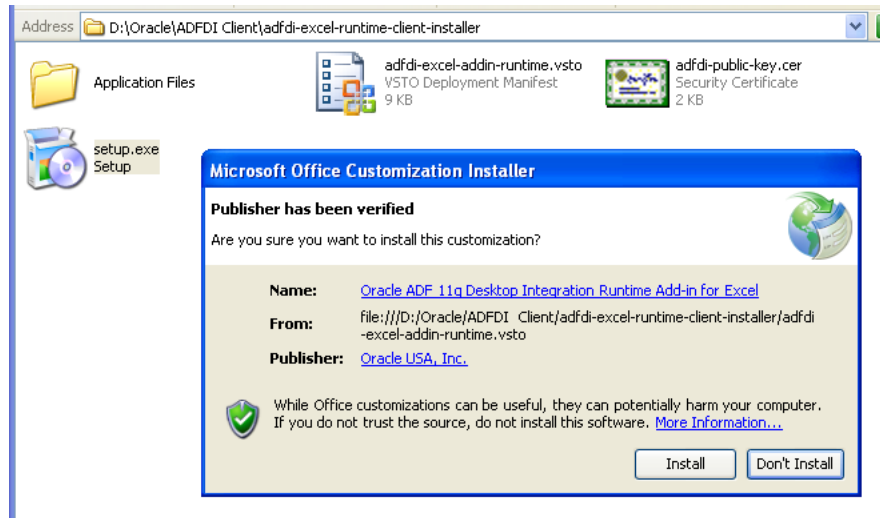 Address D:\Oracle\ADFDI Client\adfdi-excel-runtime-client-installer
Application Files
adfdi-excel-addin-runtime.vsto
VSTO Deployment Manifest
9 KB
adfdi-public-key.cer
Security Certificate
2 KB
setup.exe
Setup
Microsoft Office Customization Installer
Publisher has been verified
Are you sure you want to install this customization?
Name: Oracle ADF 11g Desktop Integration Runtime Add-in for Excel
From: file:///D:/Oracle/ADFDI Client/adfdi-excel-runtime-client-installer/adfdi
-excel-addin-runtime.vsto
Publisher: Oracle USA, Inc.
While Office customizations can be useful, they can potentially harm your computer.
If you do not trust the source, do not install this software. More Information...
Install Don't Install